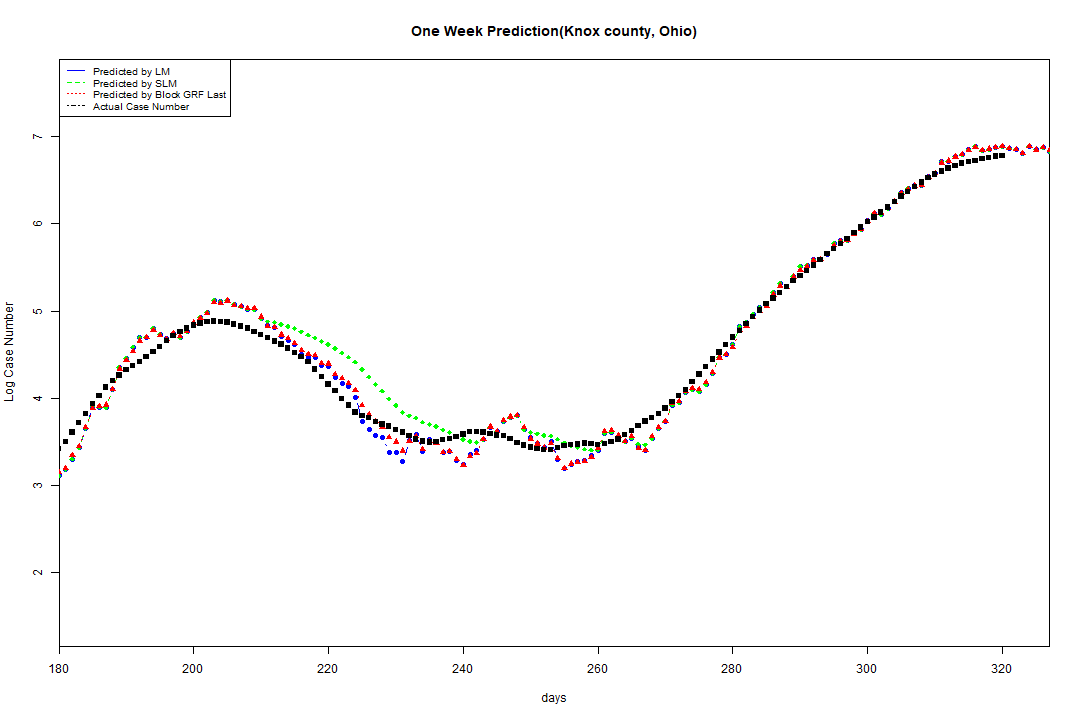 One Week Prediction(Knox county, Ohio)
Predicted by LM
Predicted by SLM
Predicted by Block GRF Last
Actual Case Number
7
6
5
4
3
2
Log Case Number
180 200 220 240 260 280 300 320
days